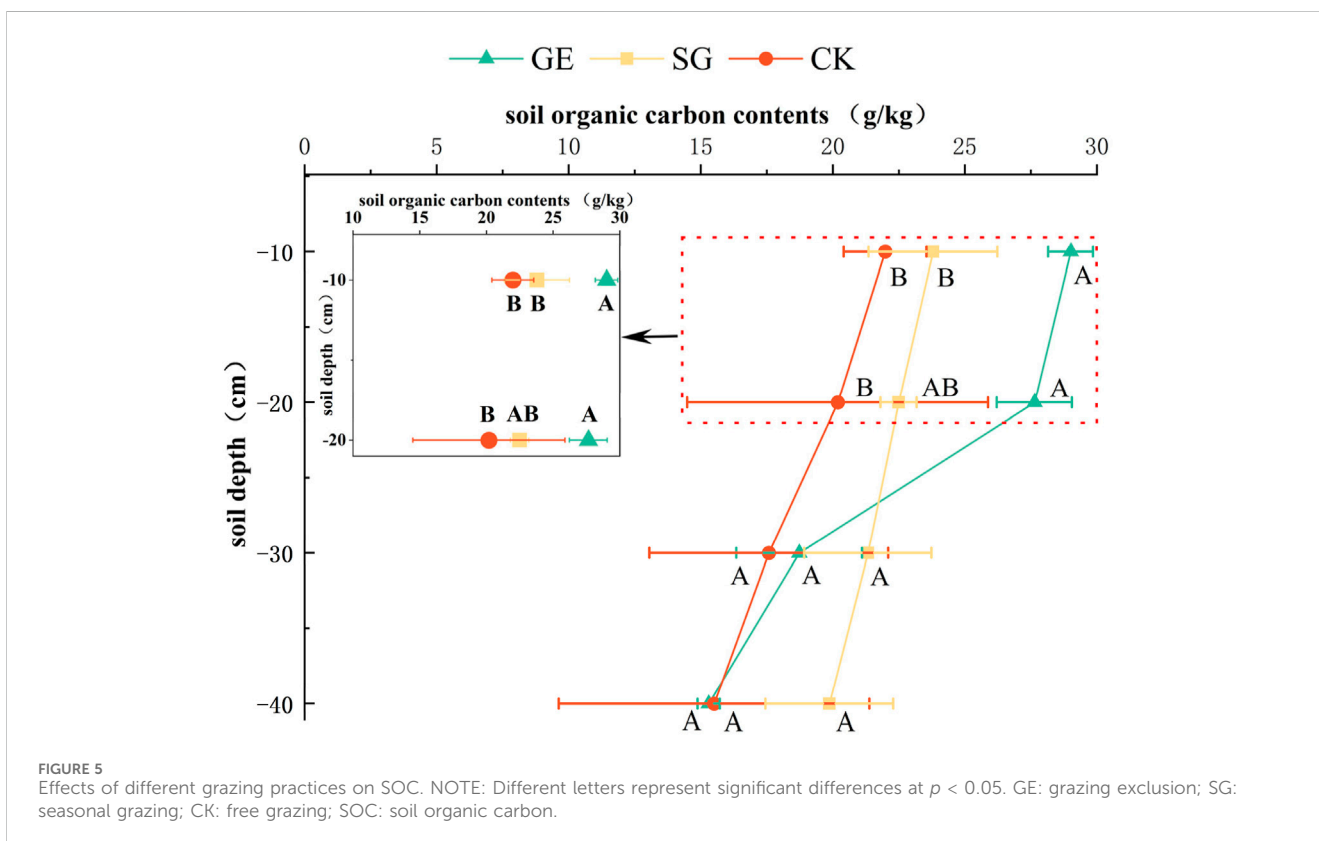 GE SG CK
soil organic carbon contents （g/kg）
0 5 10 15 20 25 30
soil organic carbon contents （g/kg）
10 15 20 25 30
-10
B B A
soil depth（cm）
B AB A
-20
soil depth（cm）
−10
B B A
−20
B AB A
−30
A A A
−40
A A A
FIGURE 5
Effects of different grazing practices on SOC. NOTE: Different letters represent significant differences at p < 0.05. GE: grazing exclusion; SG:
seasonal grazing; CK: free grazing; SOC: soil organic carbon.